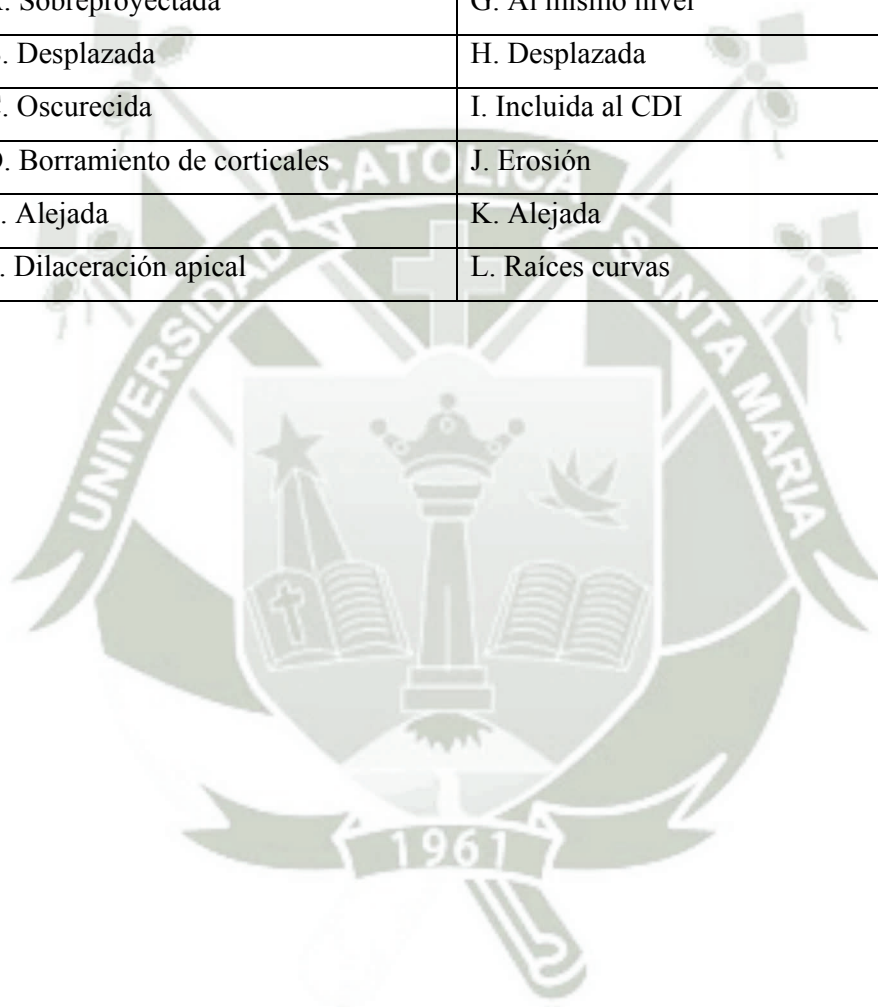 . Sobreproyectada G. Al mismo nivel
. Desplazada H. Desplazada
. Oscurecida I. Incluida al CDI
. Borramiento de corticales J. Erosión
. Alejada K. Alejada
. Dilaceración apical L. Raíces curvas
UNIVERSIDAD CATOLICA SANTA MARIA
1961